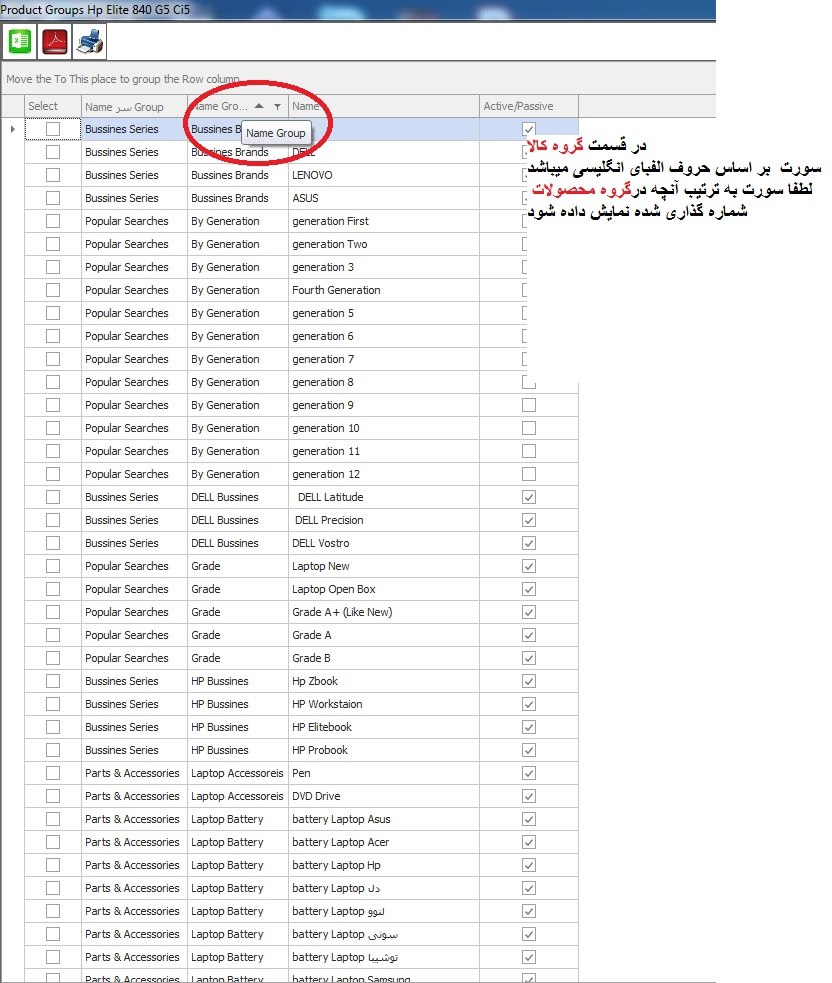 Product Groups Hp Elite 840 G5 Ci5
Move the To This place to group the Row column
Select Name سر Group Name Gro... Name Active/Passive
Name Group
Bussines Series Bussines B
Bussines Series Bussines Brands DELL
Bussines Series Bussines Brands LENOVO
Bussines Series Bussines Brands ASUS
Popular Searches By Generation generation First
Popular Searches By Generation generation Two
Popular Searches By Generation generation 3
Popular Searches By Generation Fourth Generation
Popular Searches By Generation generation 5
Popular Searches By Generation generation 6
Popular Searches By Generation generation 7
Popular Searches By Generation generation 8
Popular Searches By Generation generation 9
Popular Searches By Generation generation 10
Popular Searches By Generation generation 11
Popular Searches By Generation generation 12
Bussines Series DELL Bussines DELL Latitude
Bussines Series DELL Bussines DELL Precision
Bussines Series DELL Bussines DELL Vostro
Popular Searches Grade Laptop New
Popular Searches Grade Laptop Open Box
Popular Searches Grade Grade A+ (Like New)
Popular Searches Grade Grade A
Popular Searches Grade Grade B
Bussines Series HP Bussines Hp Zbook
Bussines Series HP Bussines HP Workstaion
Bussines Series HP Bussines HP Elitebook
Bussines Series HP Bussines HP Probook
Parts & Accessories Laptop Accessoreis Pen
Parts & Accessories Laptop Accessoreis DVD Drive
Parts & Accessories Laptop Battery battery Laptop Asus
Parts & Accessories Laptop Battery battery Laptop Acer
Parts & Accessories Laptop Battery battery Laptop Hp
Parts & Accessories Laptop Battery battery Laptop دل
Parts & Accessories Laptop Battery battery Laptop لنوو
Parts & Accessories Laptop Battery battery Laptop سونی
Parts & Accessories Laptop Battery battery Laptop توشیبا
Parts & Accessories Laptop Battery battery Laptop Samsung
در قسمت گروه کالا
سورت بر اساس حروف الفبای انگلیسی میباشد
لطفا سورت به ترتیب آنچه درگروه محصولات
شماره گذاری شده نمایش داده شود